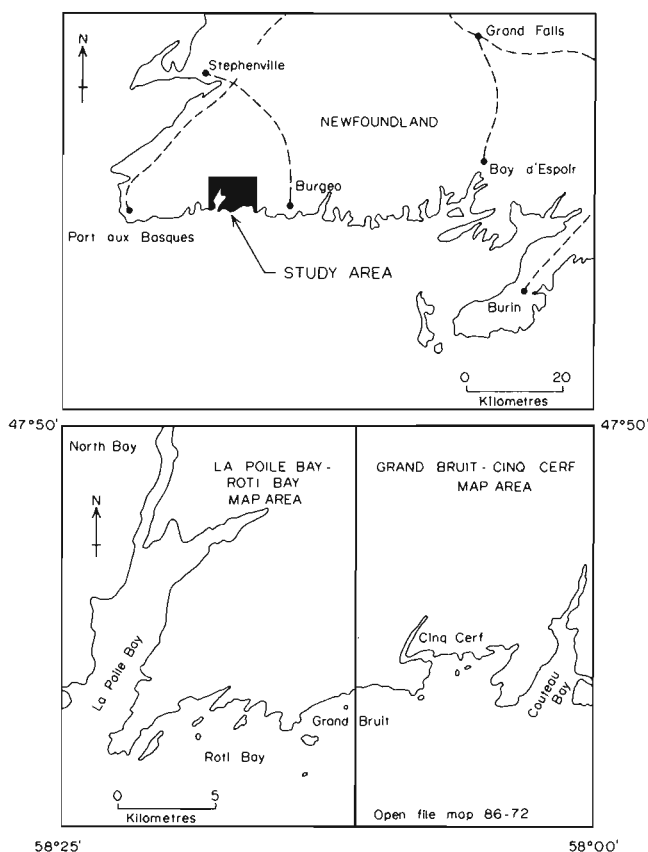 N
Grand Falls
Stephenville
NEWFOUNDLAND
Bay d'Espoir
Burgeo
Port aux Basques
STUDY AREA
Burin
0 20
Kilometres
47°50' 47°50'
North Bay
LA POILE BAY-
ROTI BAY
MAP AREA
GRAND BRUIT - CINQ CERF
MAP AREA
N
Cinq Cerf
La Poile Bay
Couteau
Bay
Grand Bruit
Roti Bay
0 5
Kilometres
Open file map 86-72
58°25' 58°00'